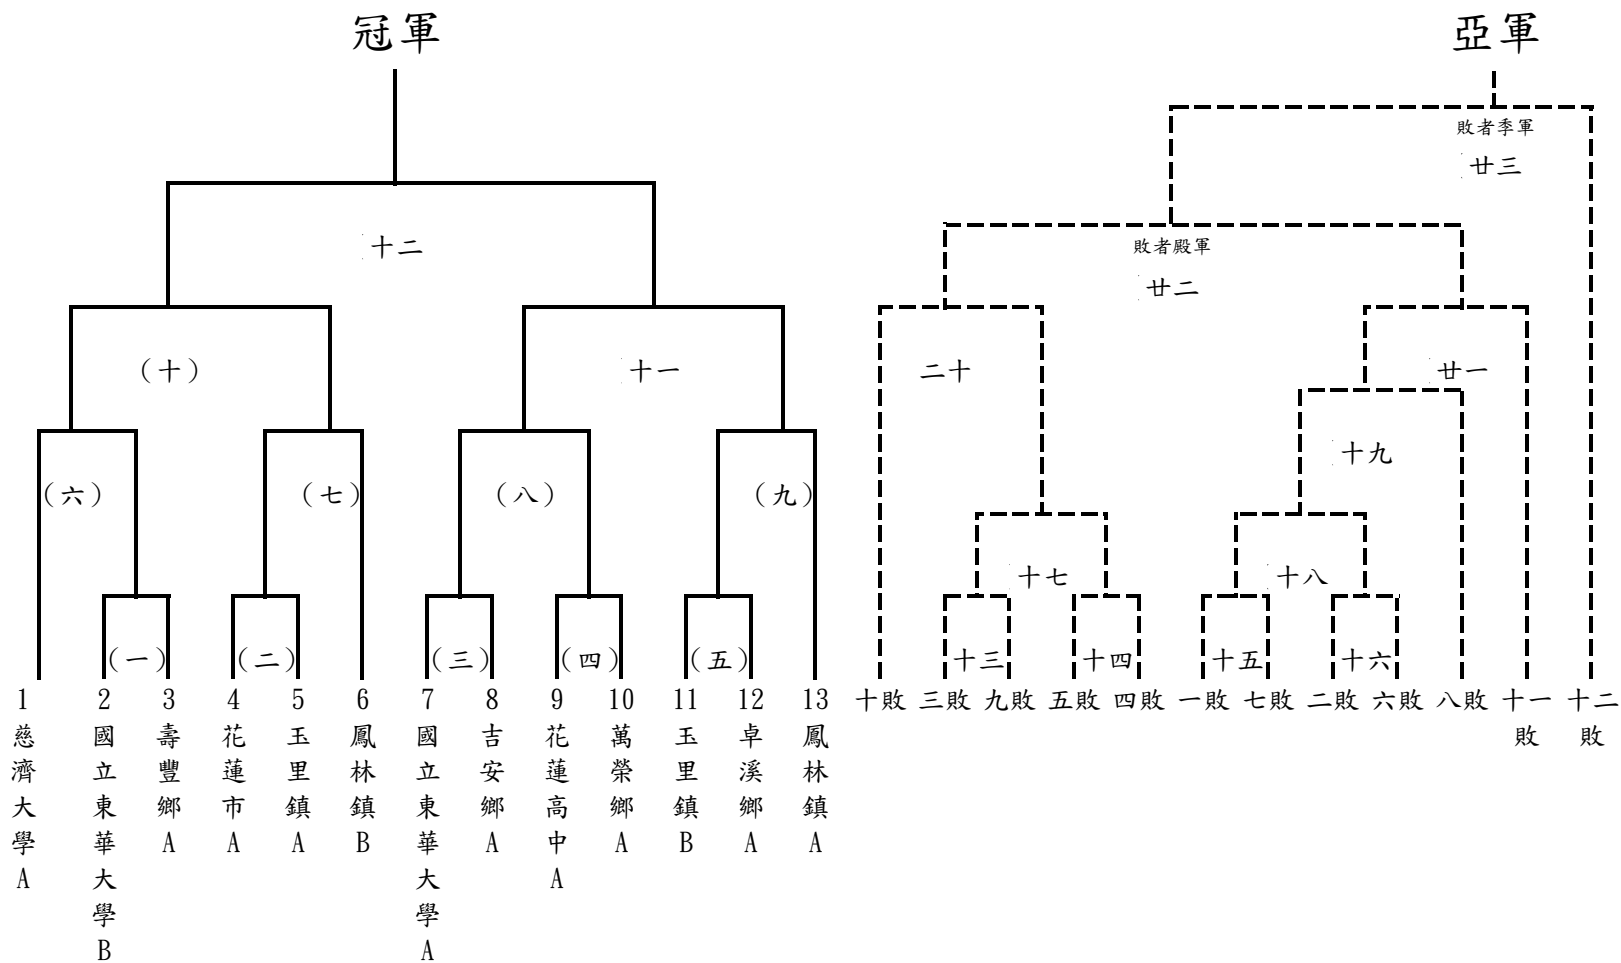 冠軍
亞軍
敗者季軍
廿三
十二
敗者殿軍
廿二
（十）
十一
二十
廿一
十九
（六）
（七）
（八）
（九）
十七
十八
（一）
（二）
（三）
（四）
（五）
十三
十四
十五
十六
1
慈濟大學A
2
國立東華大學B
3
壽豐鄉A
4
花蓮市A
5
玉里鎮A
6
鳳林鎮B
7
國立東華大學A
8
吉安鄉A
9
花蓮高中A
10
萬榮鄉A
11
玉里鎮B
12
卓溪鄉A
13
鳳林鎮A
十敗
三敗
九敗
五敗
四敗
一敗
七敗
二敗
六敗
八敗
十一敗
十二敗